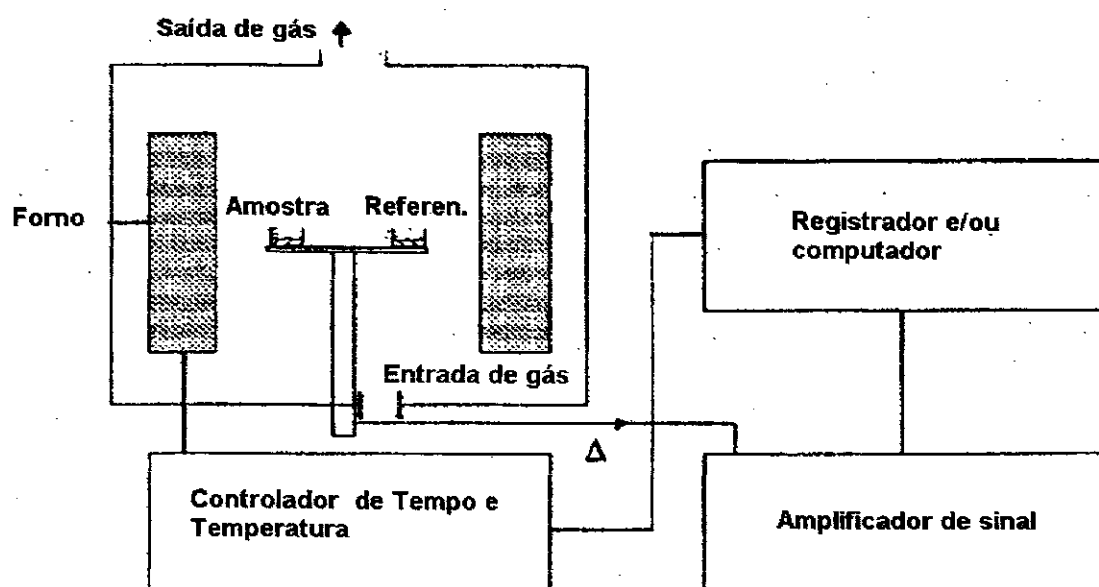 Saída de gás
Forno
Amostra
Referen.
Registrador e/ou
computador
Entrada de gás
Δ
Controlador de Tempo e
Temperatura
Amplificador de sinal